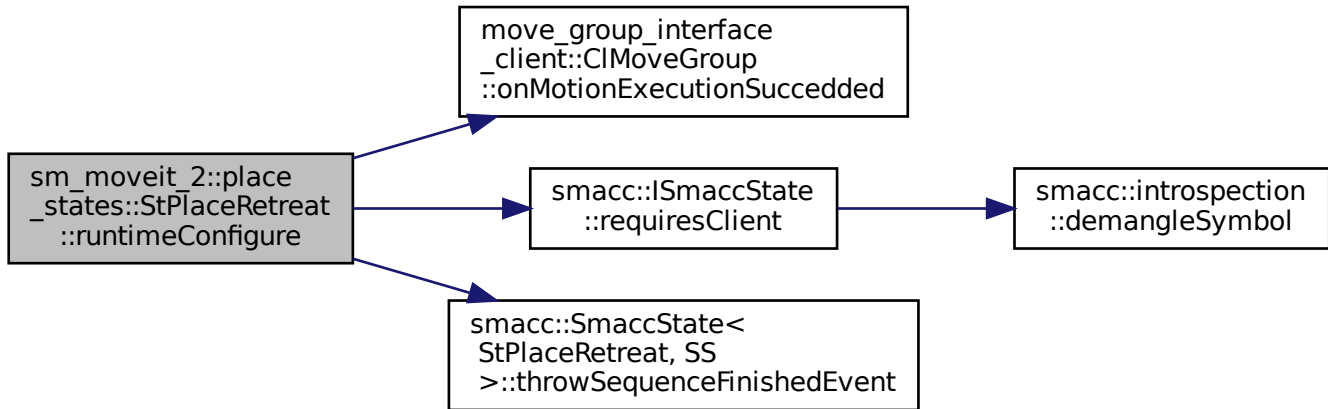 move_group_interface
_client::ClMoveGroup
::onMotionExecutionSuccedded
sm_moveit_2::place
_states::StPlaceRetreat
::runtimeConfigure
smacc::ISmaccState
::requiresClient
smacc::introspection
::demangleSymbol
smacc::SmaccState<
StPlaceRetreat, SS
>::throwSequenceFinishedEvent